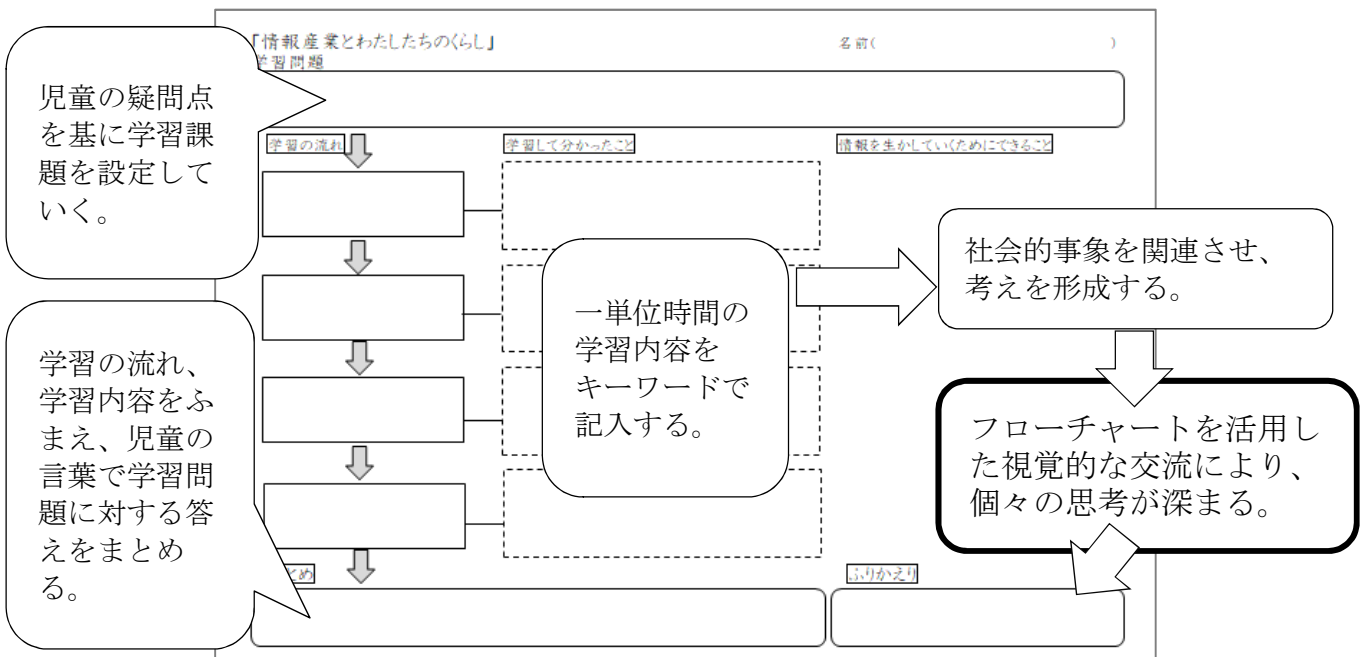 「情報産業とわたしたちのくらし」
名前(　　　)
学習問題
児童の疑問点
を基に学習課
題を設定して
いく。
学習の流れ
学習して分かったこと
情報を生かしていくためにできること
社会的事象を関連させ、
考えを形成する。
一単位時間の
学習内容を
キーワードで
記入する。
学習の流れ、
学習内容をふ
まえ、児童の
言葉で学習問
題に対する答
えをまとめ
る。
フローチャートを活用し
た視覚的な交流により、
個々の思考が深まる。
とめ
ふりかえり